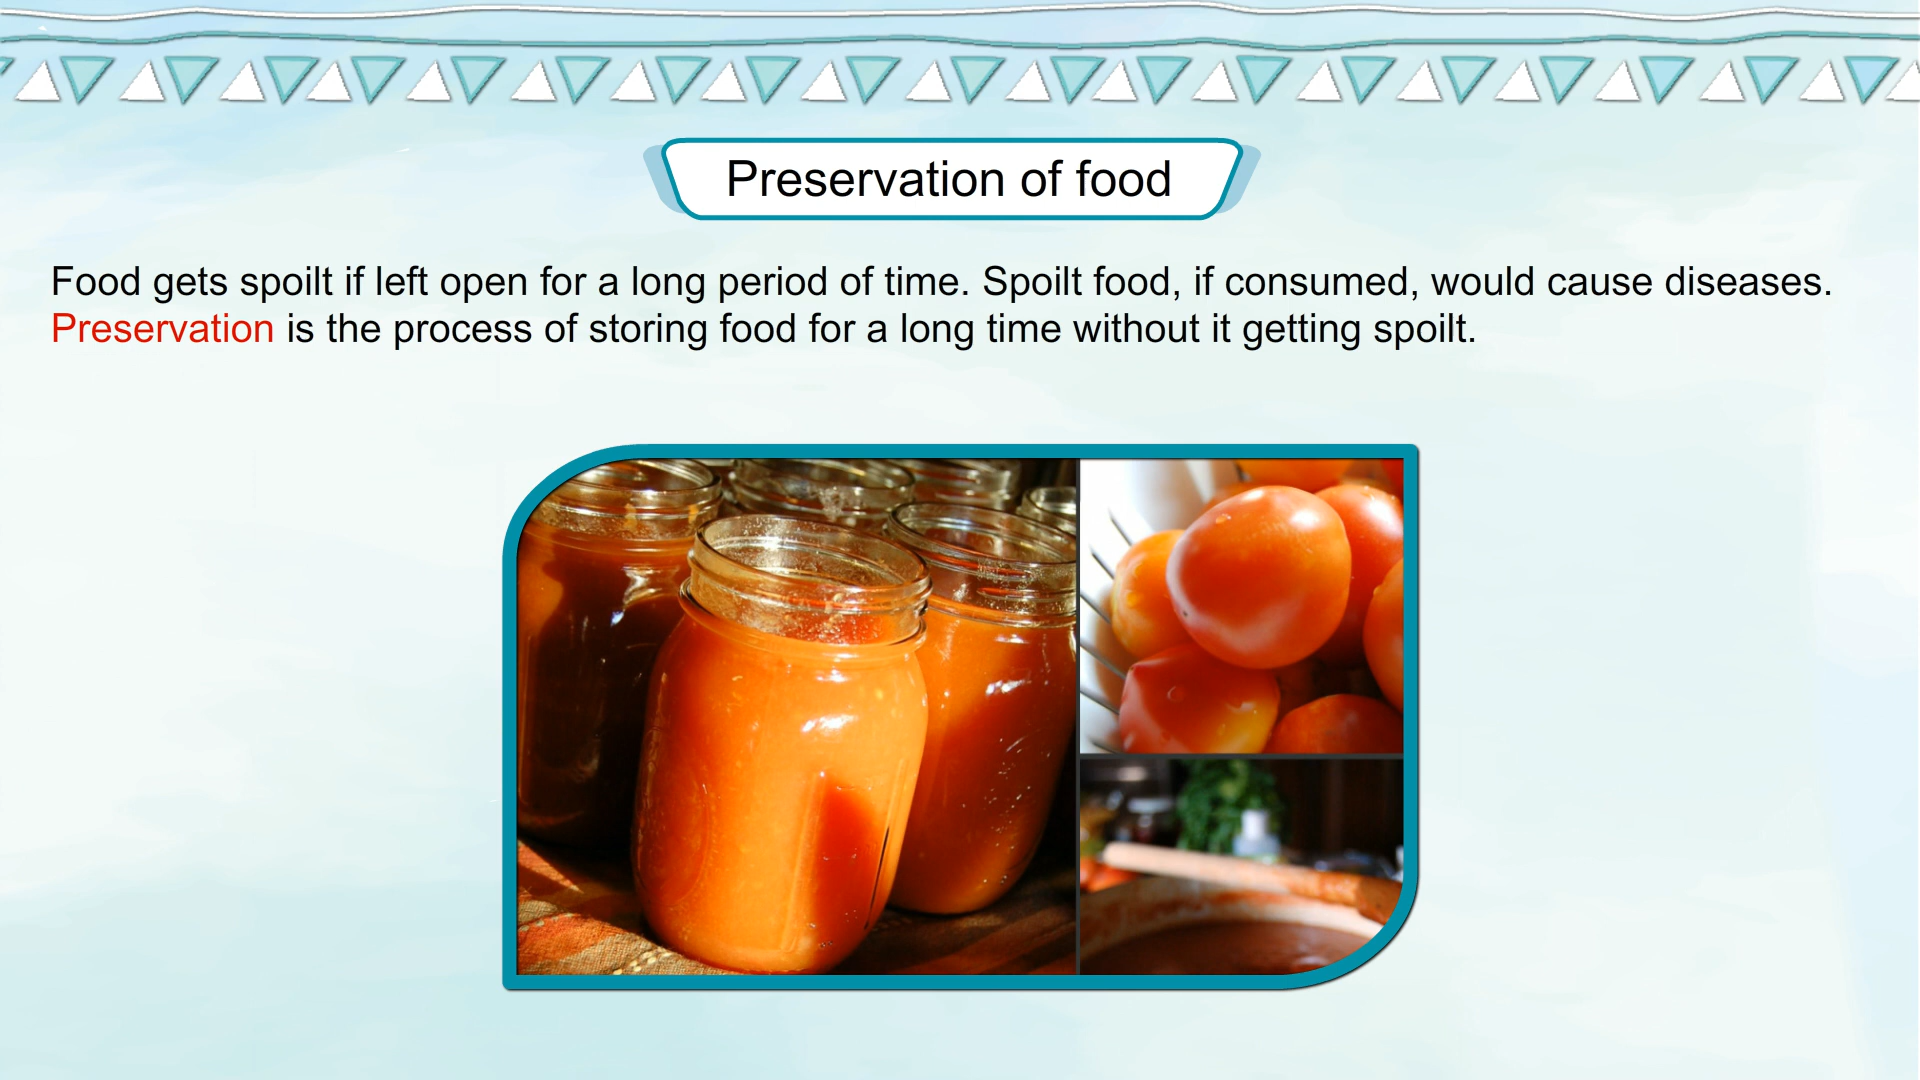 Preservation of food
Food gets spoilt if left open for a long period of time. Spoilt food, if consumed, would cause diseases.
Preservation is the process of storing food for a long time without it getting spoilt.